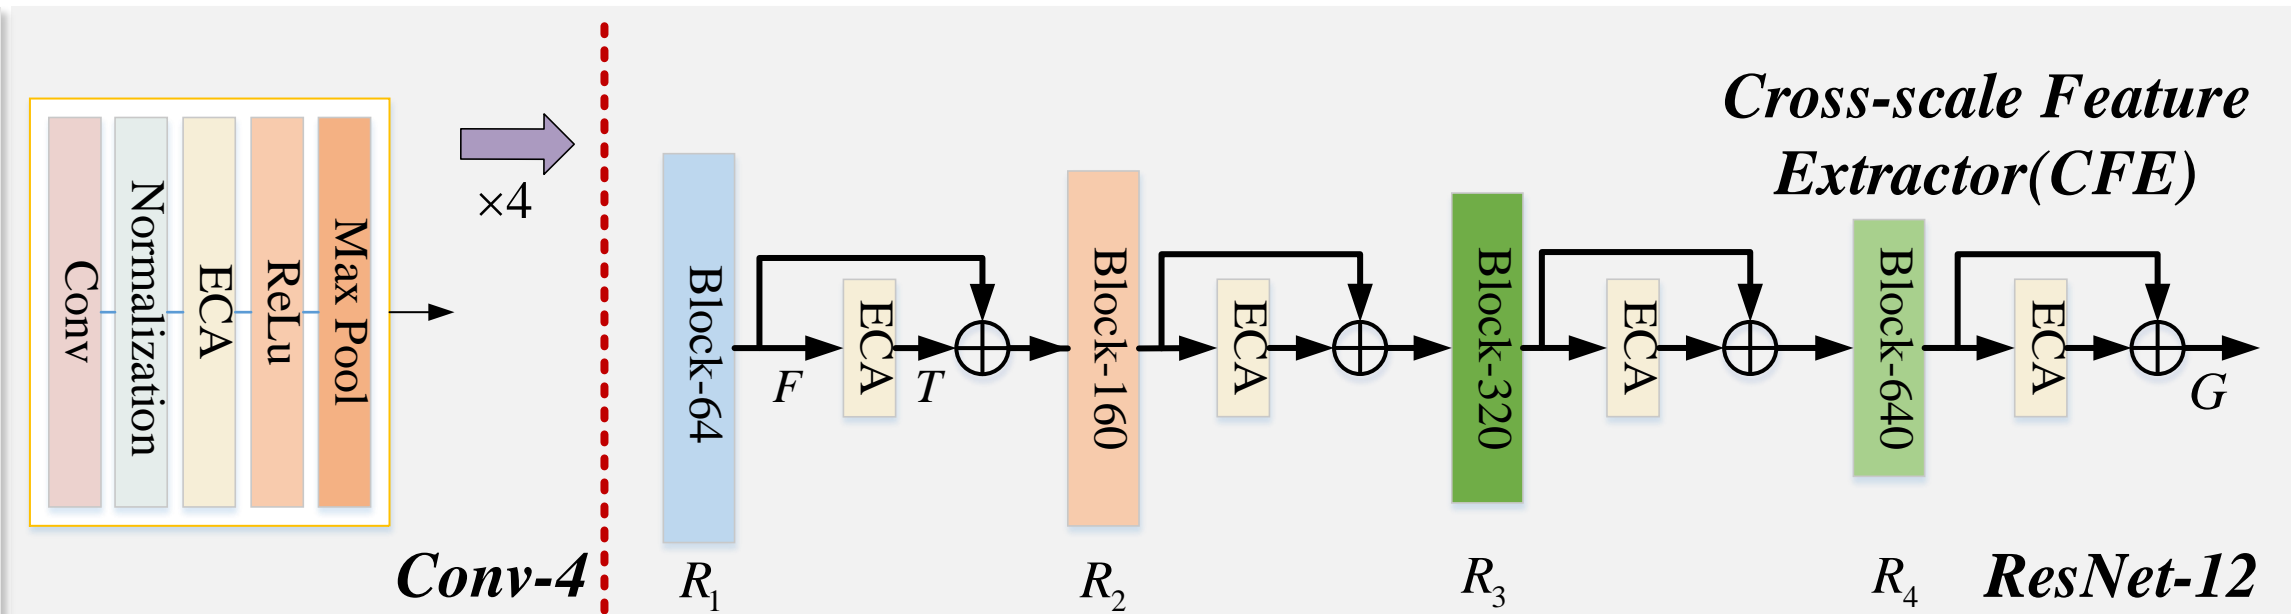 Conv
Normalization
ECA
ReLu
Max Pool
×4
Conv-4
Cross-scale Feature
Extractor(CFE)
Block-64
F
ECA
T
Block-160
ECA
Block-320
ECA
Block-640
ECA
G
R1
R2
R3
R4
ResNet-12